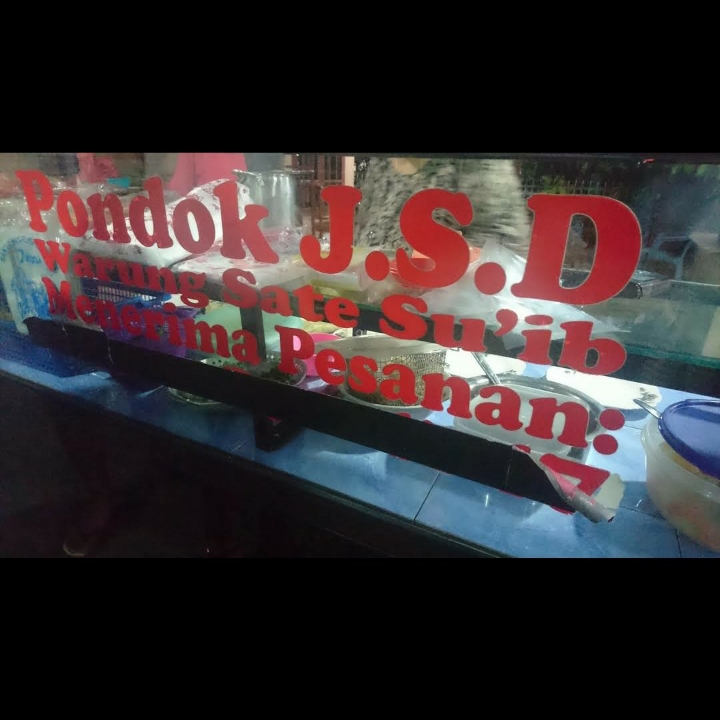 Pondok J.S.D
Warung Sate Su'ib
Menerima Pesanan: